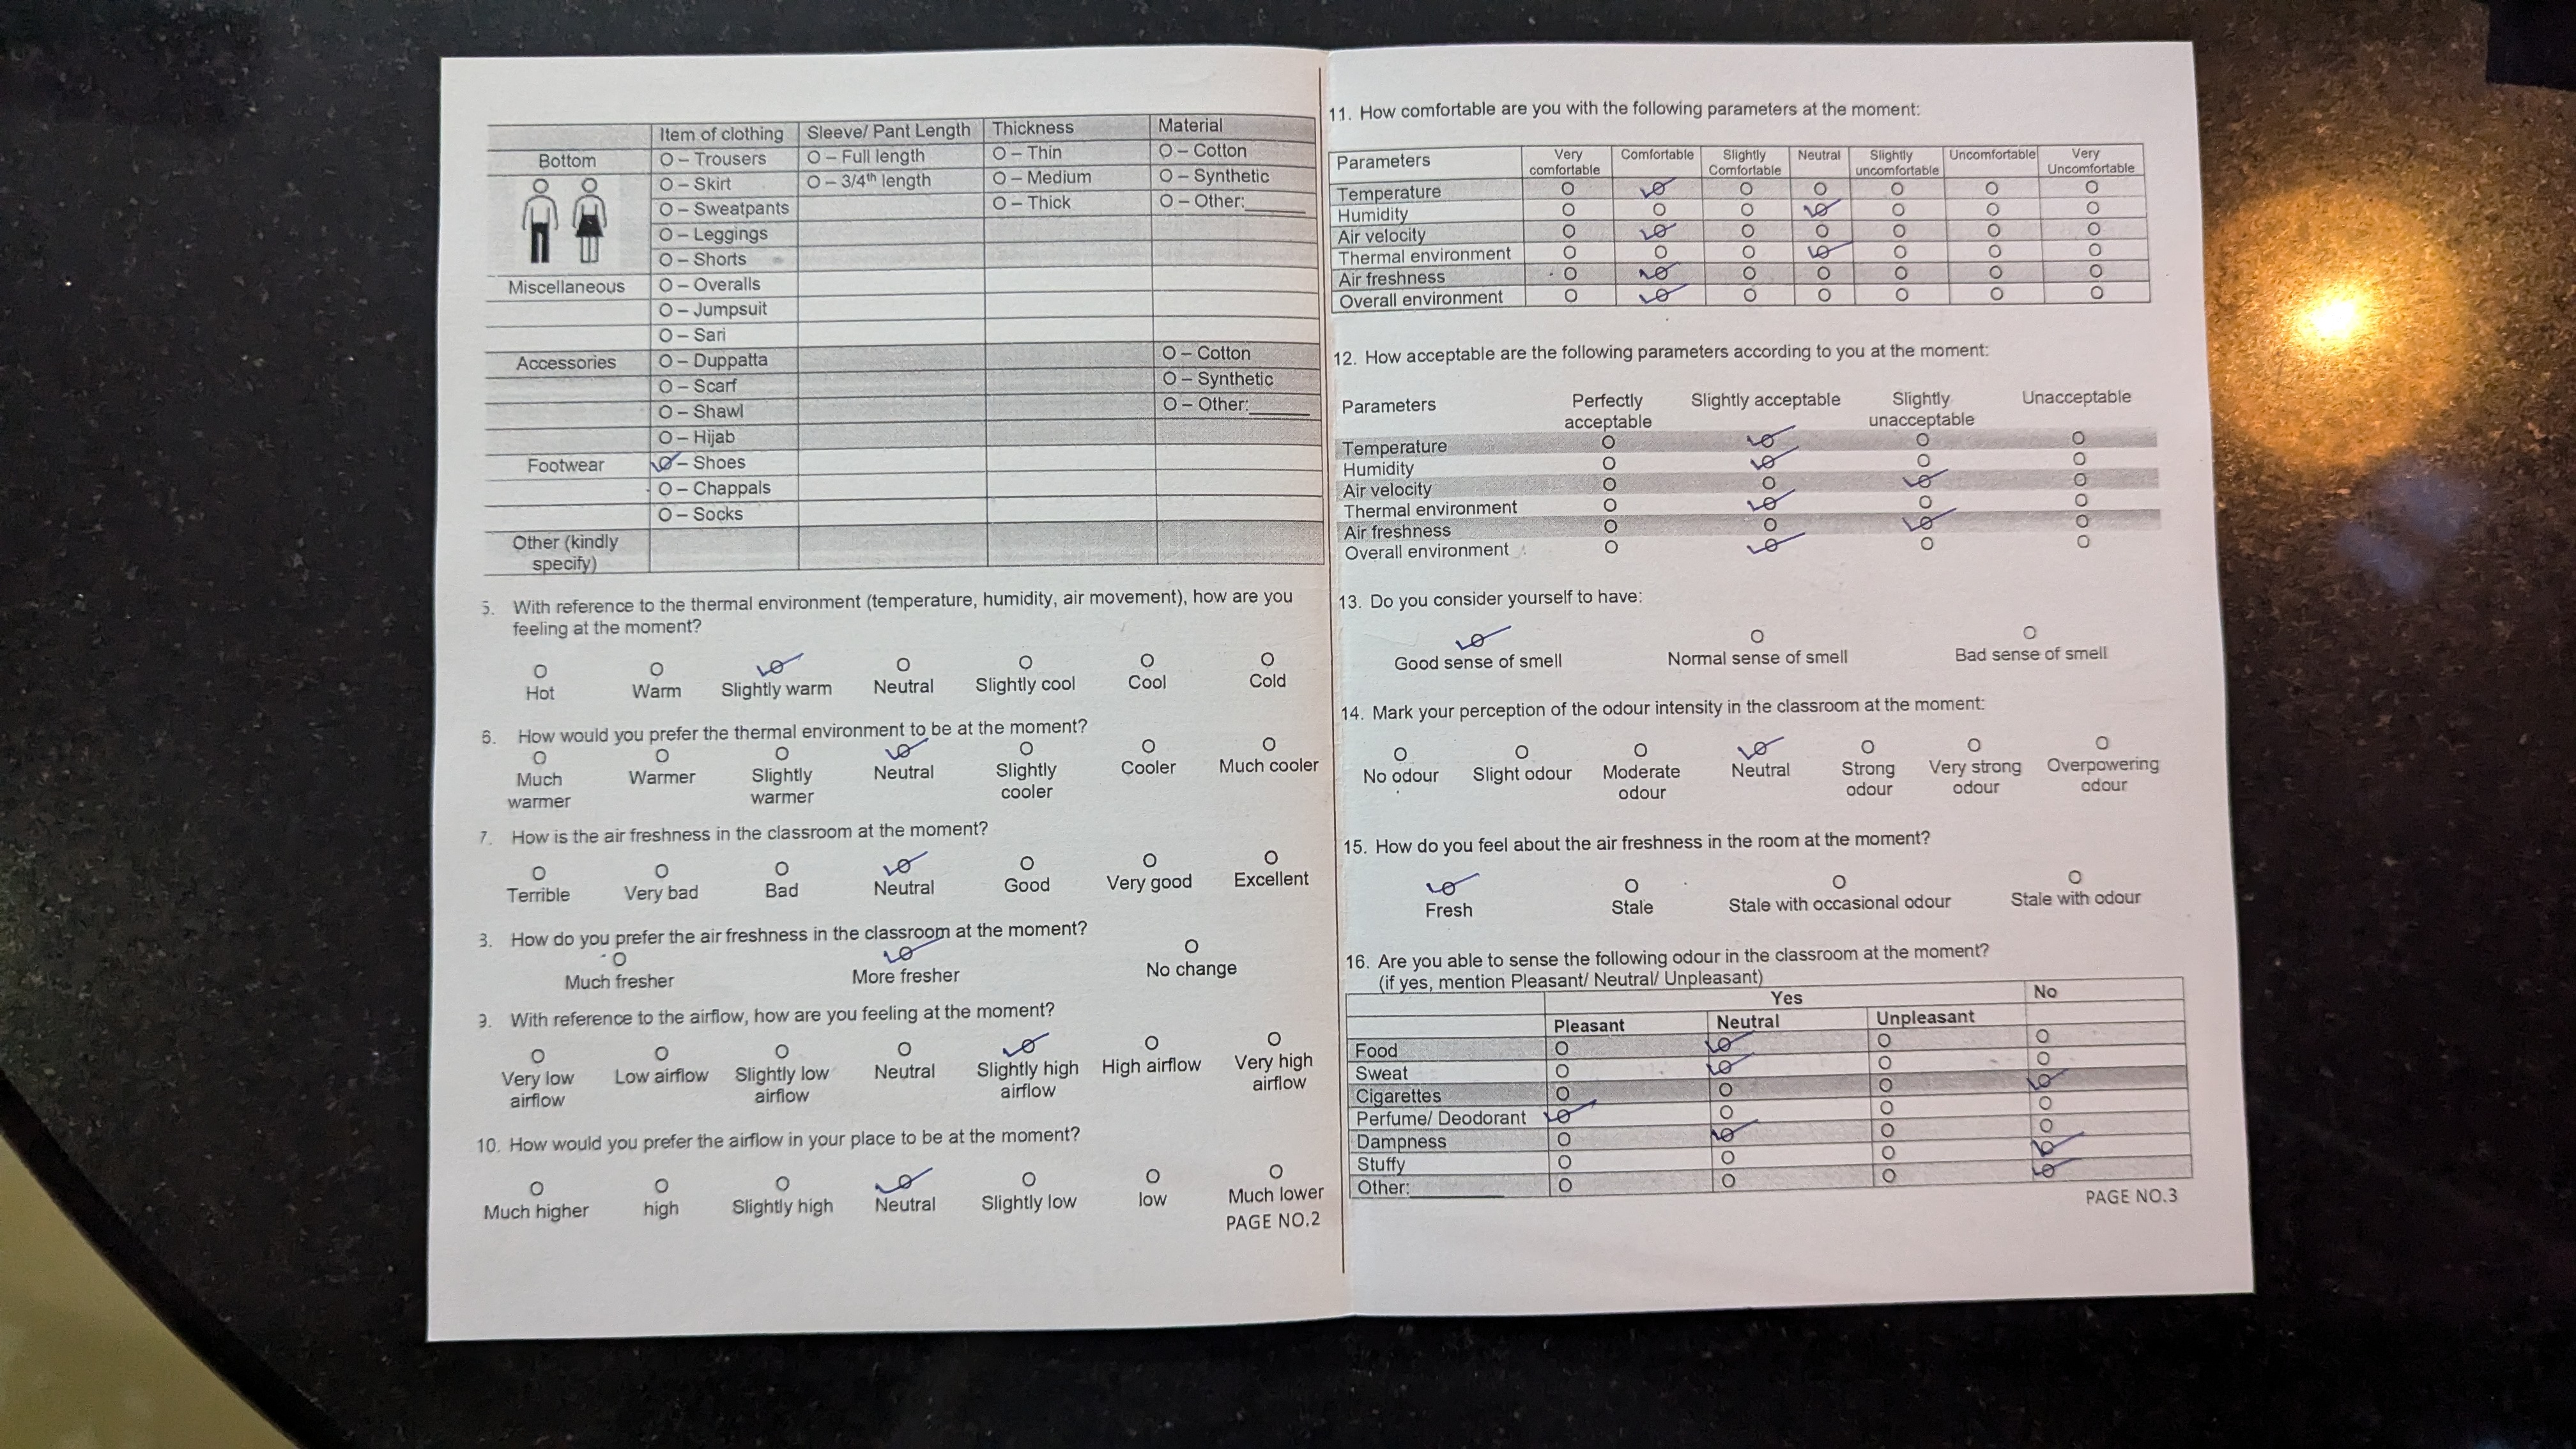 Item of clothing Sleeve/ Pant Length Thickness Material
Bottom O – Trousers O – Full length O – Thin O – Cotton
O – Skirt O – 3/4th length O – Medium O – Synthetic
O – Sweatpants O – Thick O – Other:______
O – Leggings
O – Shorts
Miscellaneous O – Overalls
O – Jumpsuit
O – Sari
Accessories O – Duppatta O – Cotton
O – Scarf O – Synthetic
O – Shawl O – Other:______
O – Hijab
Footwear O – Shoes
O – Chappals
O – Socks
Other (kindly
specify)
5. With reference to the thermal environment (temperature, humidity, air movement), how are you
feeling at the moment?
Hot Warm Slightly warm Neutral Slightly cool Cool Cold
6. How would you prefer the thermal environment to be at the moment?
Much Warmer Slightly Neutral Slightly Cooler Much cooler
warmer warmer cooler
7. How is the air freshness in the classroom at the moment?
Terrible Very bad Bad Neutral Good Very good Excellent
3. How do you prefer the air freshness in the classroom at the moment?
Much fresher More fresher No change
9. With reference to the airflow, how are you feeling at the moment?
Very low Low airflow Slightly low Neutral Slightly high High airflow Very high
airflow airflow airflow airflow
10. How would you prefer the airflow in your place to be at the moment?
Much higher high Slightly high Neutral Slightly low low Much lower
PAGE NO.2
11. How comfortable are you with the following parameters at the moment:
Parameters Very Comfortable Slightly Neutral Slightly Uncomfortable Very
comfortable Comfortable uncomfortable Uncomfortable
Temperature
Humidity
Air velocity
Thermal environment
Air freshness
Overall environment
12. How acceptable are the following parameters according to you at the moment:
Parameters Perfectly Slightly acceptable Slightly Unacceptable
acceptable unacceptable
Temperature
Humidity
Air velocity
Thermal environment
Air freshness
Overall environment
13. Do you consider yourself to have:
Good sense of smell Normal sense of smell Bad sense of smell
14. Mark your perception of the odour intensity in the classroom at the moment:
No odour Slight odour Moderate Neutral Strong Very strong Overpowering
odour odour odour odour
15. How do you feel about the air freshness in the room at the moment?
Fresh Stale Stale with occasional odour Stale with odour
16. Are you able to sense the following odour in the classroom at the moment?
(if yes, mention Pleasant/ Neutral/ Unpleasant)
Yes No
Pleasant Neutral Unpleasant
Food
Sweat
Cigarettes
Perfume/ Deodorant
Dampness
Stuffy
Other:_________
PAGE NO.3